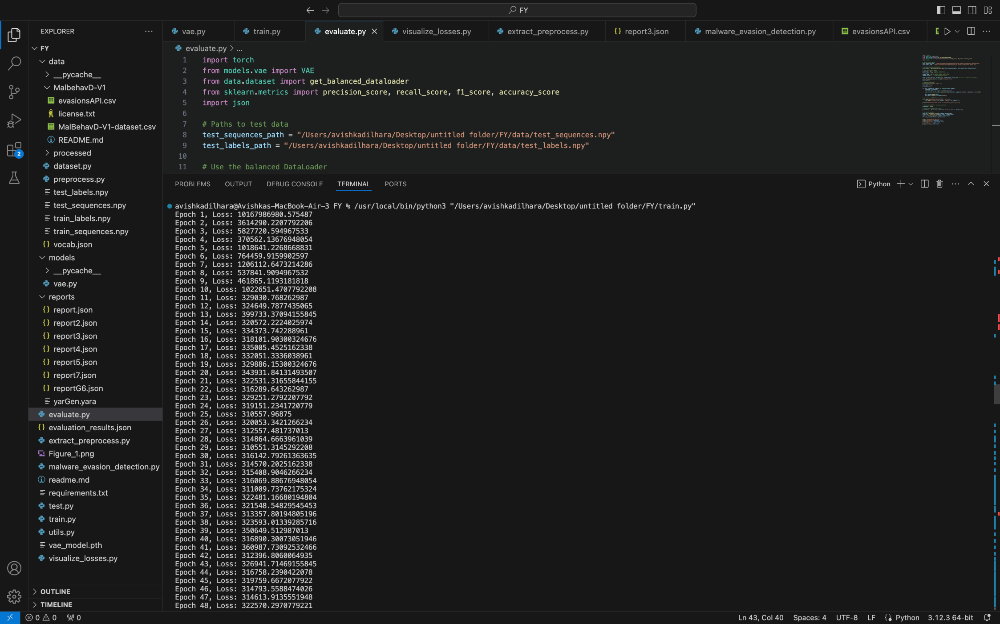 FY
EXPLORER
FY
data
__pycache__
MalbehavD-V1
evasionsAPI.csv
license.txt
MalBehavD-V1-dataset.csv
README.md
processed
dataset.py
preprocess.py
test_labels.npy
test_sequences.npy
train_labels.npy
train_sequences.npy
vocab.json
models
__pycache__
vae.py
reports
report.json
report2.json
report3.json
report4.json
report5.json
report7.json
reportG6.json
yarGen.yara
evaluate.py
evaluation_results.json
extract_preprocess.py
Figure_1.png
malware_evasion_detection.py
readme.md
requirements.txt
test.py
train.py
utils.py
vae_model.pth
visualize_losses.py
OUTLINE
TIMELINE
2
vae.py train.py evaluate.py visualize_losses.py extract_preprocess.py report3.json malware_evasion_detection.py evasionsAPI.csv
evaluate.py > ...
1 import torch
2 from models.vae import VAE
3 from data.dataset import get_balanced_dataloader
4 from sklearn.metrics import precision_score, recall_score, f1_score, accuracy_score
5 import json
6
7 # Paths to test data
8 test_sequences_path = "/Users/avishkadilhara/Desktop/untitled folder/FY/data/test_sequences.npy"
9 test_labels_path = "/Users/avishkadilhara/Desktop/untitled folder/FY/data/test_labels.npy"
10
11 # Use the balanced DataLoader
PROBLEMS OUTPUT DEBUG CONSOLE TERMINAL PORTS
Python
avishkadilhara@Avishkas-MacBook-Air-3 FY % /usr/local/bin/python3 "/Users/avishkadilhara/Desktop/untitled folder/FY/train.py"
Epoch 1, Loss: 10167986980.575487
Epoch 2, Loss: 3614290.2207792206
Epoch 3, Loss: 5827720.594967533
Epoch 4, Loss: 370562.13676948054
Epoch 5, Loss: 1018641.2268668831
Epoch 6, Loss: 764459.9159902597
Epoch 7, Loss: 1206112.6473214286
Epoch 8, Loss: 537841.9094967532
Epoch 9, Loss: 461865.1193181818
Epoch 10, Loss: 1022651.4707792208
Epoch 11, Loss: 329030.768262987
Epoch 12, Loss: 324649.7877435065
Epoch 13, Loss: 399733.37094155845
Epoch 14, Loss: 320572.2224025974
Epoch 15, Loss: 334373.742288961
Epoch 16, Loss: 318101.90300324676
Epoch 17, Loss: 335005.4525162338
Epoch 18, Loss: 332051.3336038961
Epoch 19, Loss: 329886.15300324676
Epoch 20, Loss: 343931.84131493507
Epoch 21, Loss: 322531.31655844155
Epoch 22, Loss: 316289.643262987
Epoch 23, Loss: 329251.2792207792
Epoch 24, Loss: 319151.2341720779
Epoch 25, Loss: 310557.96875
Epoch 26, Loss: 320053.3421266234
Epoch 27, Loss: 312557.481737013
Epoch 28, Loss: 314864.6663961039
Epoch 29, Loss: 310551.3145292208
Epoch 30, Loss: 316142.79261363635
Epoch 31, Loss: 314570.2025162338
Epoch 32, Loss: 315408.9046266234
Epoch 33, Loss: 316069.88676948054
Epoch 34, Loss: 311009.73762175324
Epoch 35, Loss: 322481.16680194804
Epoch 36, Loss: 321548.54829545453
Epoch 37, Loss: 313357.80194805196
Epoch 38, Loss: 323593.01339285716
Epoch 39, Loss: 350649.512987013
Epoch 40, Loss: 316890.30073051946
Epoch 41, Loss: 360987.73092532466
Epoch 42, Loss: 312396.8060064935
Epoch 43, Loss: 326941.71469155845
Epoch 44, Loss: 316758.2390422078
Epoch 45, Loss: 319759.6672077922
Epoch 46, Loss: 314793.5588474026
Epoch 47, Loss: 314613.9135551948
Epoch 48, Loss: 322570.2970779221
0 0 0 Ln 43, Col 40 Spaces: 4 UTF-8 LF Python 3.12.3 64-bit